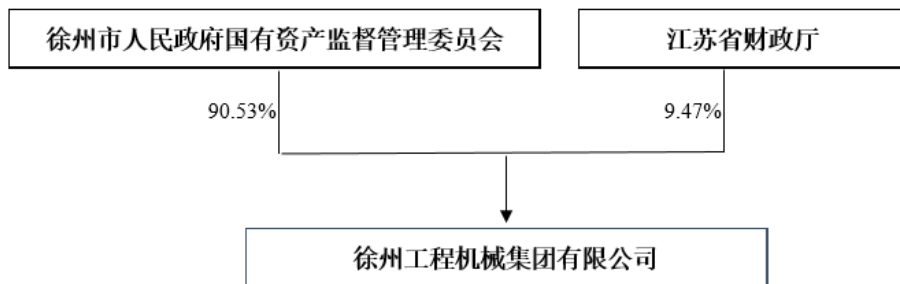 徐州市人民政府国有资产监督管理委员会
江苏省财政厅
90.53%
9.47%
徐州工程机械集团有限公司